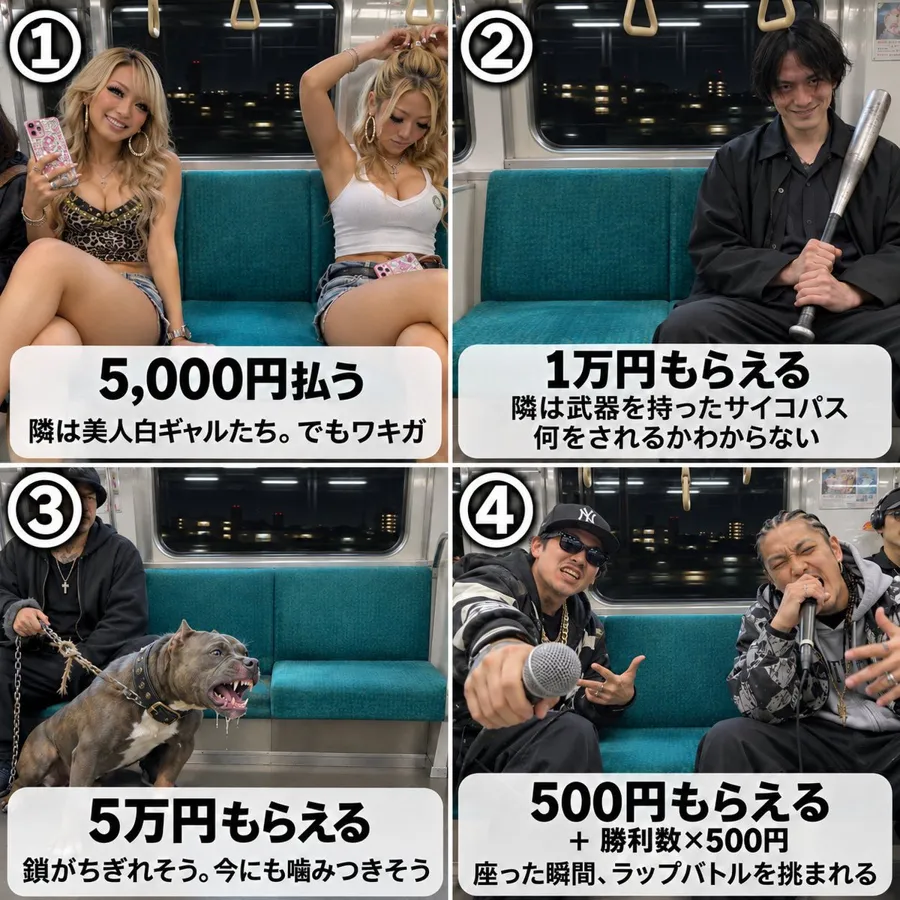 ①
5,000円払う
隣は美人白ギャルたち。でもワキガ
②
1万円もらえる
隣は武器を持ったサイコパス
何をされるかわからない
③
5万円もらえる
鎖がちぎれそう。今にも噛みつきそう
④
500円もらえる
+ 勝利数×500円
座った瞬間、ラップバトルを挑まれる